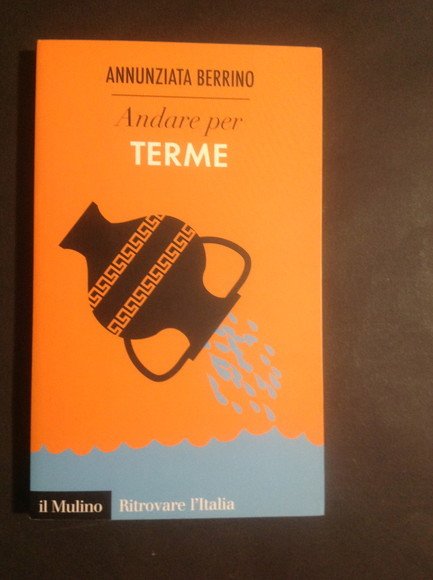 ANNUNZIATA BERRINO
Andare per
TERME
il Mulino Ritrovare l'Italia